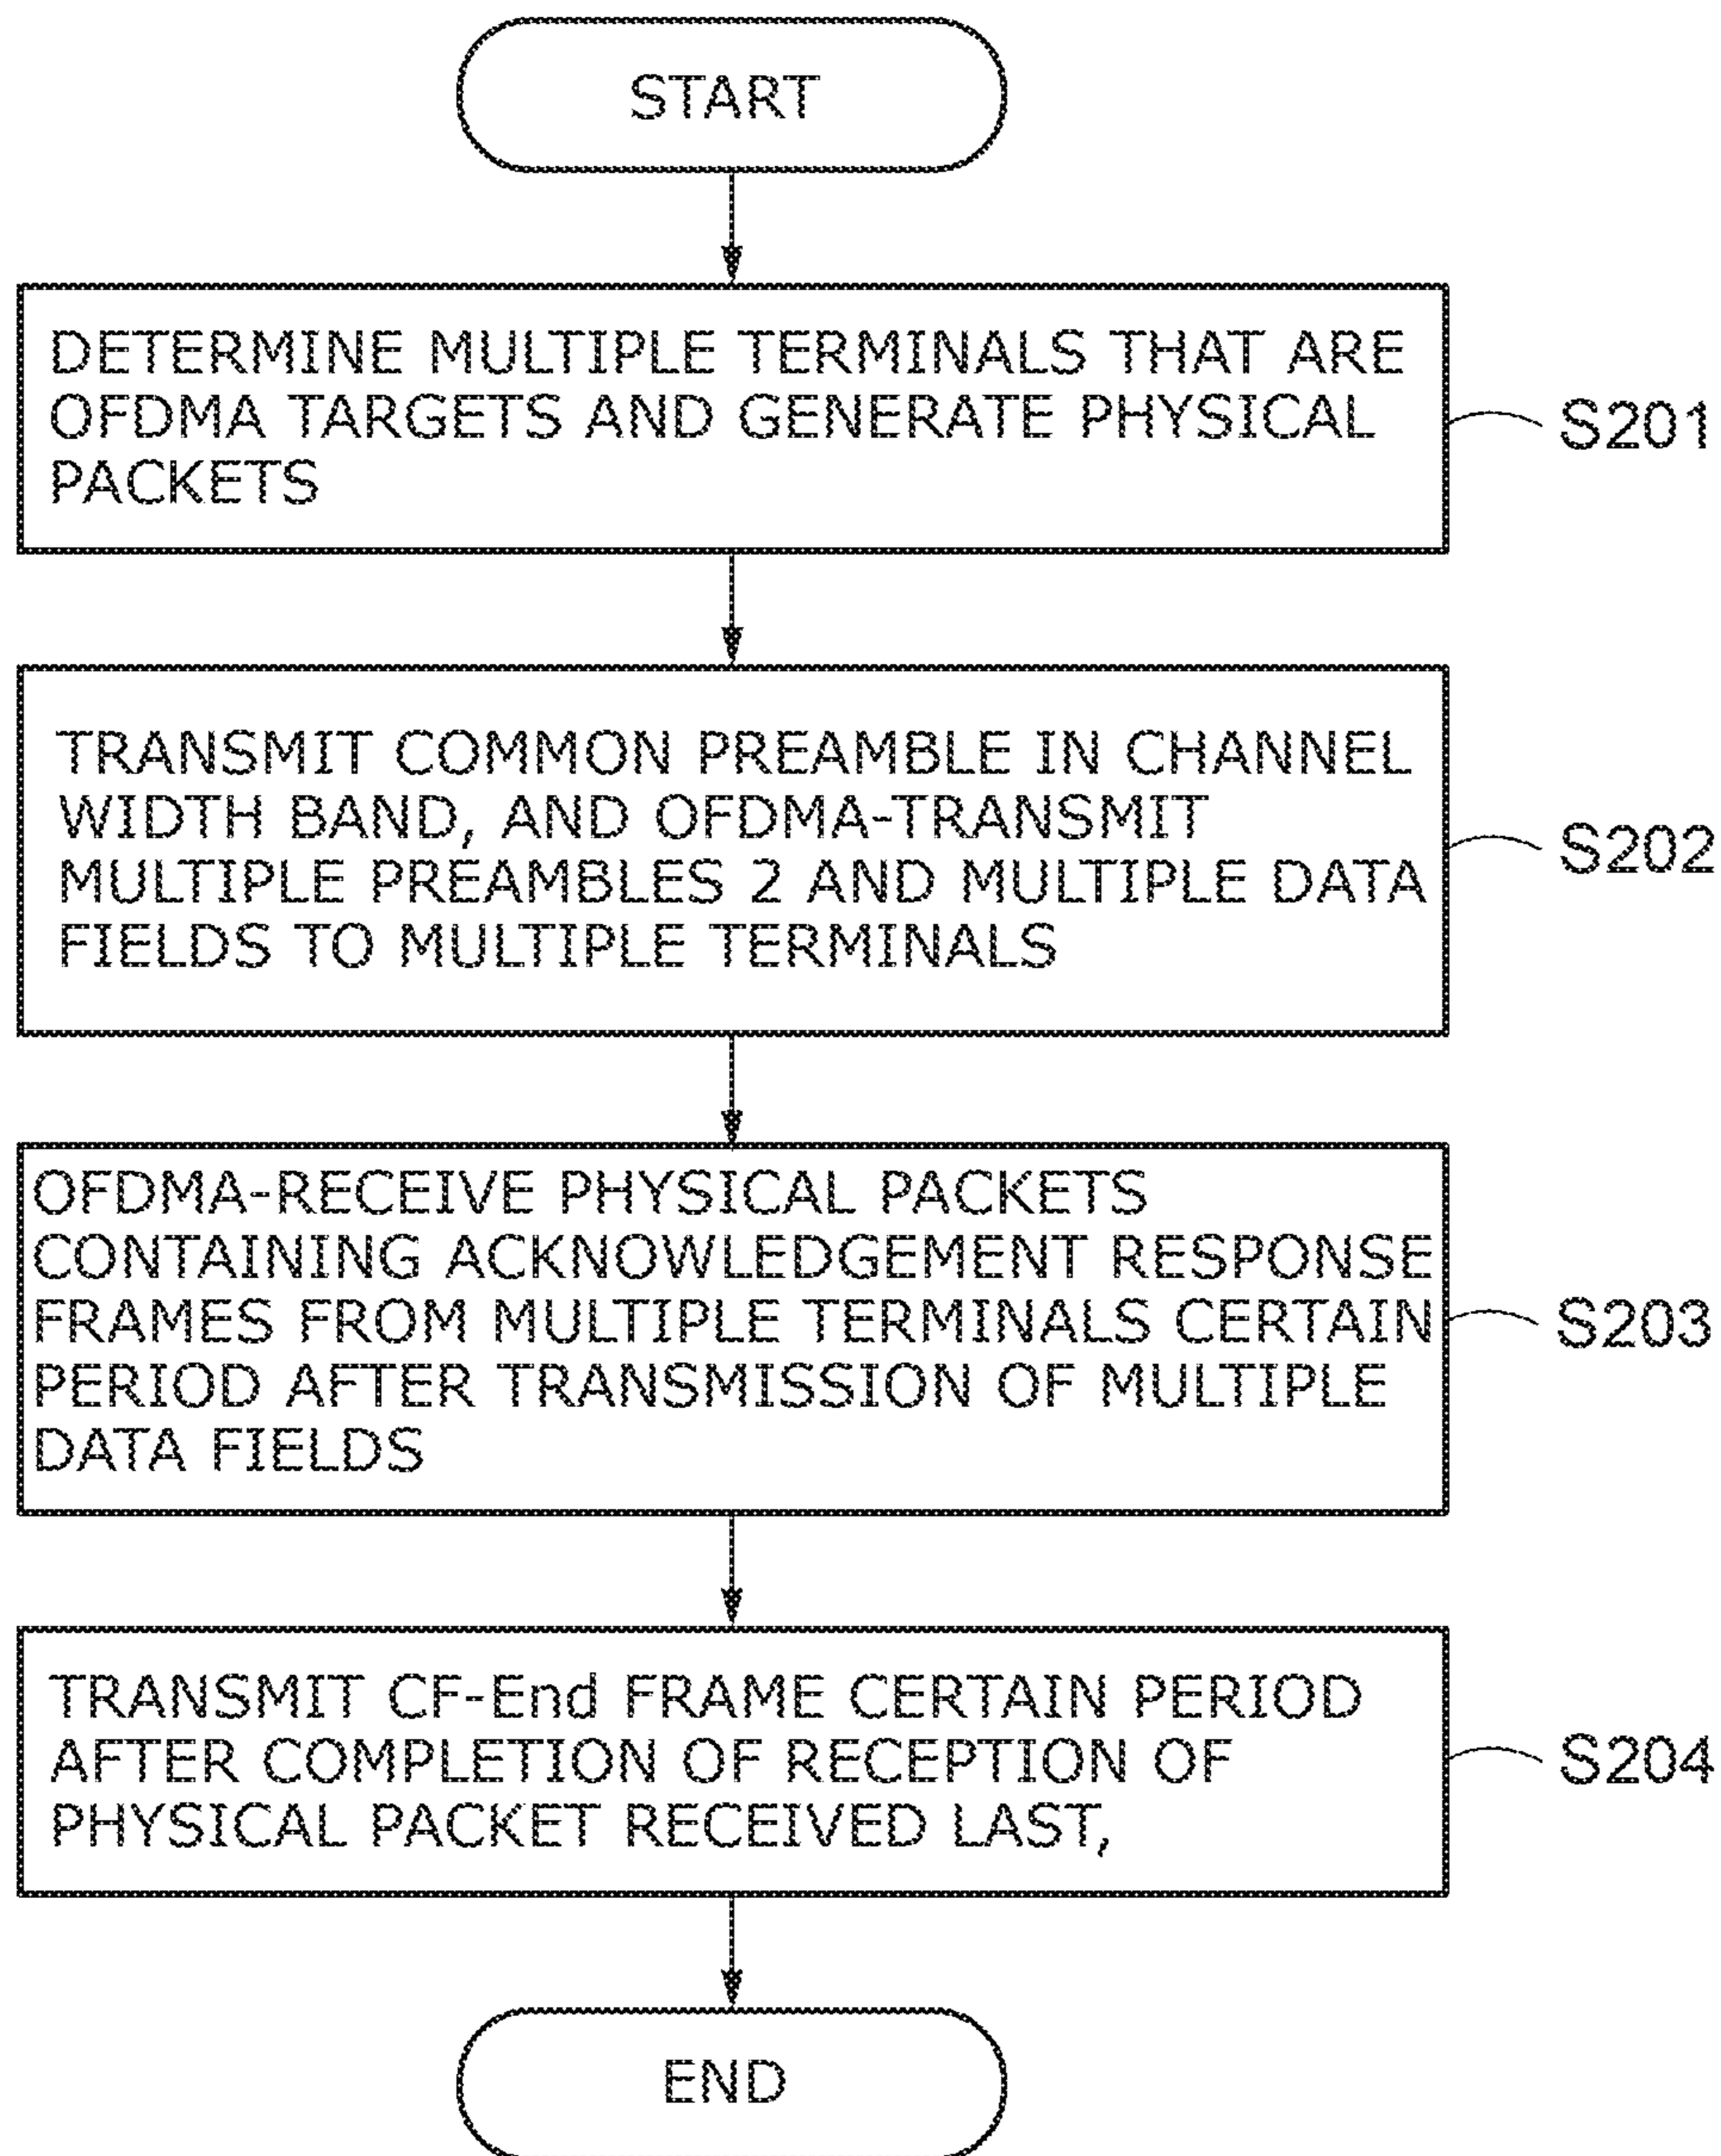 START
DETERMINE MULTIPLE TERMINALS THAT ARE
OFDMA TARGETS AND GENERATE PHYSICAL
PACKETS
S201
TRANSMIT COMMON PREAMBLE IN CHANNEL
WIDTH BAND, AND OFDMA-TRANSMIT
MULTIPLE PREAMBLES 2 AND MULTIPLE DATA
FIELDS TO MULTIPLE TERMINALS
S202
OFDMA-RECEIVE PHYSICAL PACKETS
CONTAINING ACKNOWLEDGEMENT RESPONSE
FRAMES FROM MULTIPLE TERMINALS CERTAIN
PERIOD AFTER TRANSMISSION OF MULTIPLE
DATA FIELDS
S203
TRANSMIT CF-End FRAME CERTAIN PERIOD
AFTER COMPLETION OF RECEPTION OF
PHYSICAL PACKET RECEIVED LAST,
S204
END